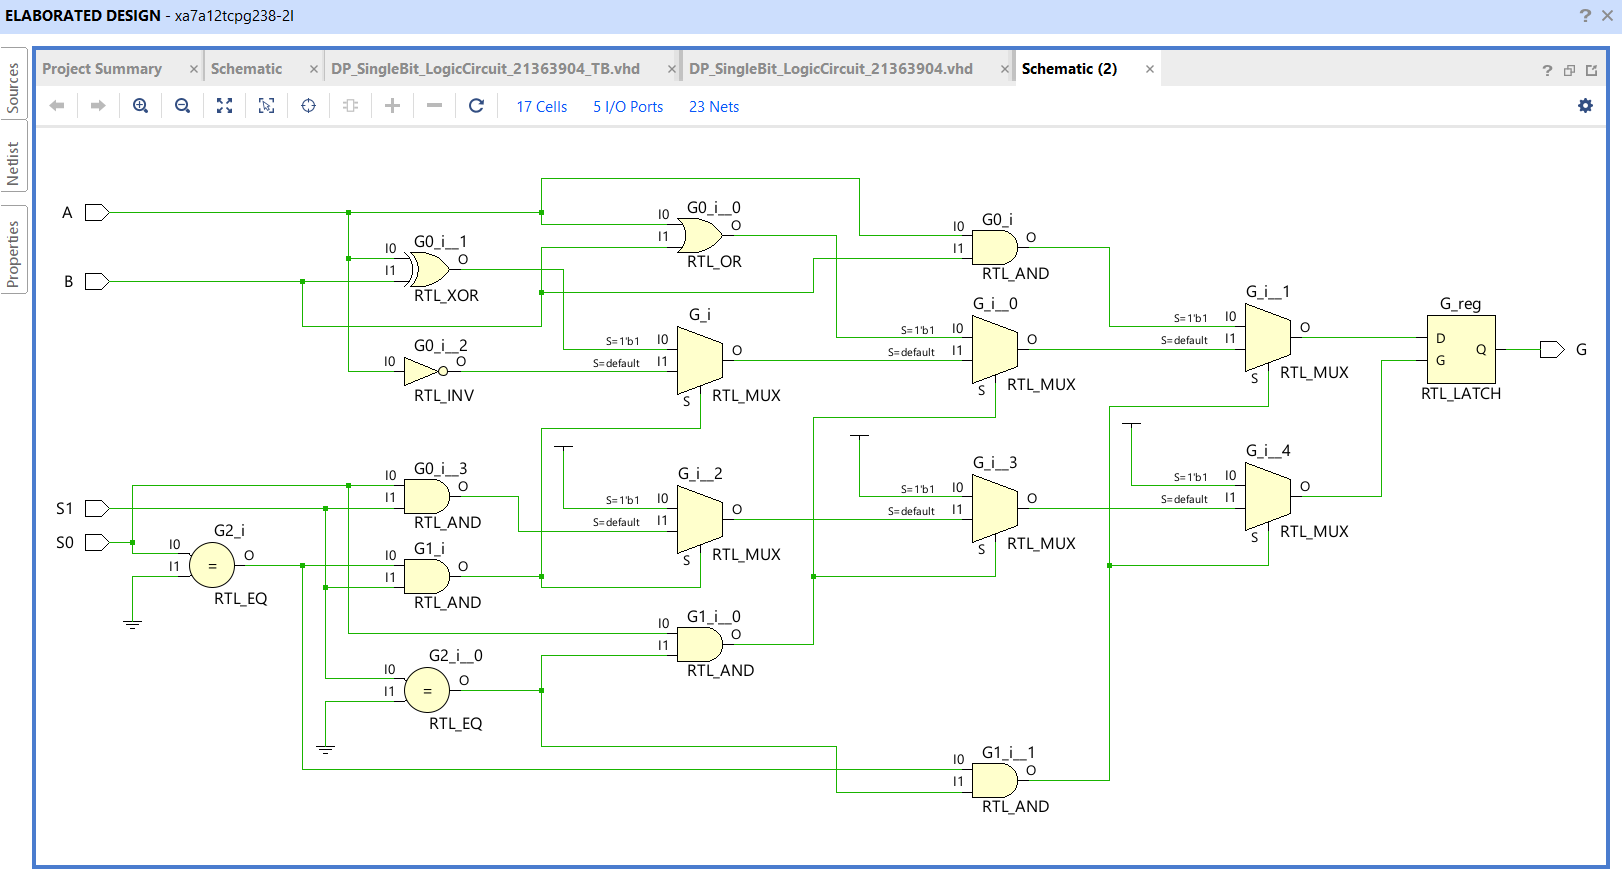 ELABORATED DESIGN - xa7a12tcpg238-2I
?
Sources
Netlist
Properties
Project Summary
Schematic
DP_SingleBit_LogicCircuit_21363904_TB.vhd
DP_SingleBit_LogicCircuit_21363904.vhd
Schematic (2)
?
17 Cells
5 I/O Ports
23 Nets
A
B
S1
S0
G2_i
I0
I1
O
=
RTL_EQ
G0_i__1
I0
I1
O
RTL_XOR
G0_i__2
I0
O
RTL_INV
G0_i__3
I0
I1
O
RTL_AND
G1_i
I0
I1
O
RTL_AND
G2_i__0
I0
I1
O
=
RTL_EQ
G0_i__0
I0
I1
O
RTL_OR
G_i
S=1'b1 I0
S=default I1
O
S
RTL_MUX
G_i__2
S=1'b1 I0
S=default I1
O
S
RTL_MUX
G1_i__0
I0
I1
O
RTL_AND
G0_i
I0
I1
O
RTL_AND
G_i__0
S=1'b1 I0
S=default I1
O
S
RTL_MUX
G_i__3
S=1'b1 I0
S=default I1
O
S
RTL_MUX
G1_i__1
I0
I1
O
RTL_AND
G_i__1
S=1'b1 I0
S=default I1
O
S
RTL_MUX
G_i__4
S=1'b1 I0
S=default I1
O
S
RTL_MUX
G_reg
D
G
Q
RTL_LATCH
G